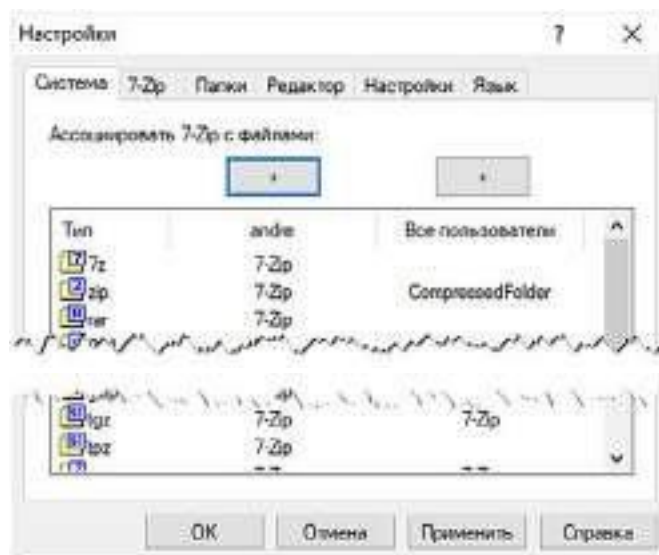 Настройки ? ×
Система 7-Zip Папки Редактор Настройки Язык
Ассоциировать 7-Zip с файлами:
+ +
Тип andre Все пользователи
7z 7-Zip
zip 7-Zip CompressedFolder
rar 7-Zip
tgz 7-Zip 7-Zip
tpz 7-Zip
OK Отмена Применить Справка